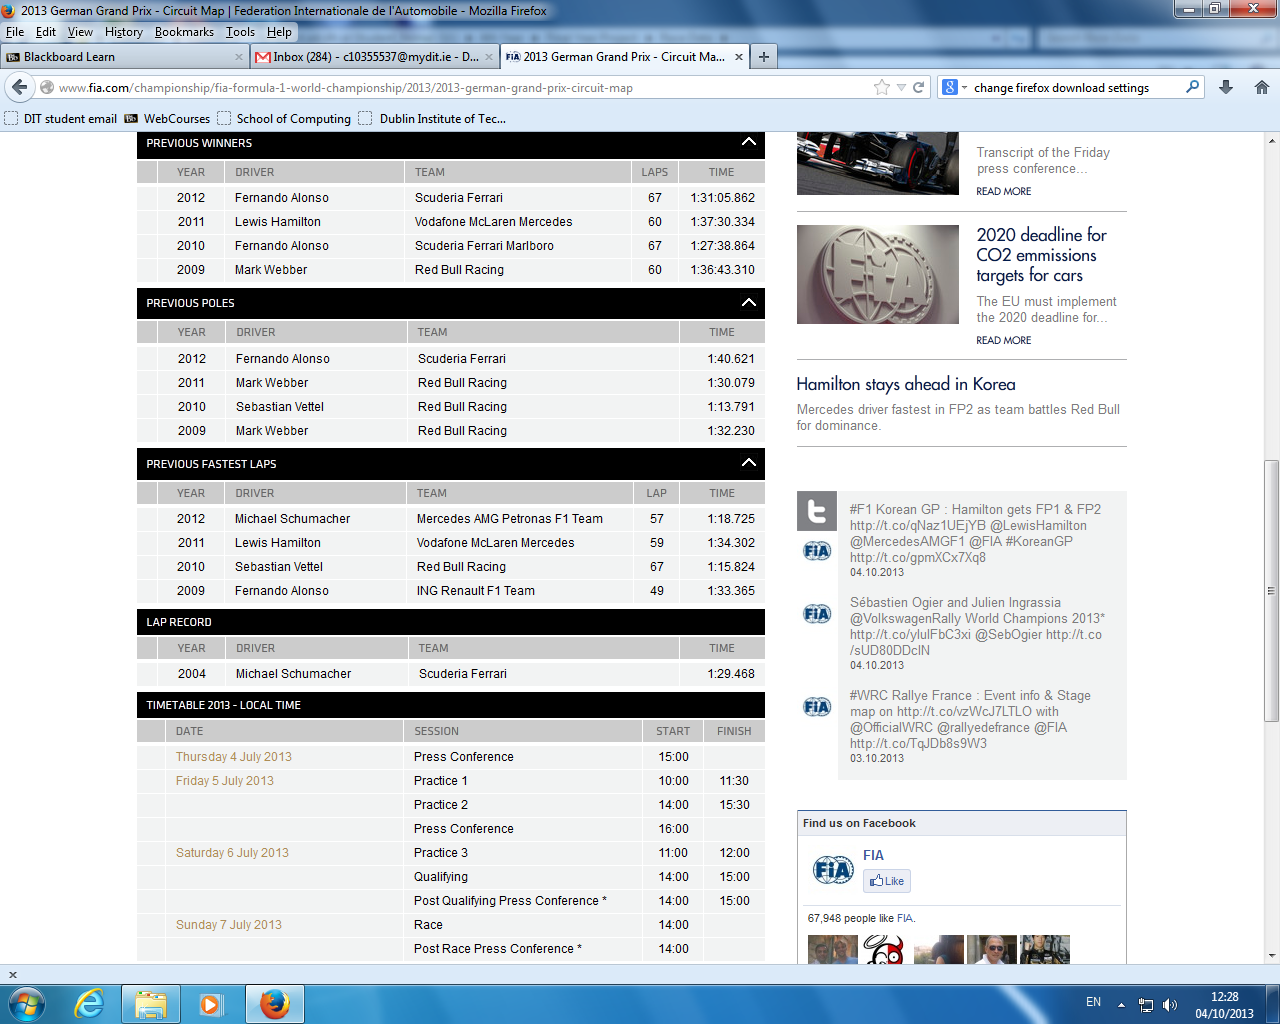 2013 German Grand Prix - Circuit Map | Federation Internationale de l'Automobile - Mozilla Firefox
File Edit View History Bookmarks Tools Help
Blackboard Learn
Inbox (284) - c10355537@mydit.ie - D...
FIA 2013 German Grand Prix - Circuit Ma...
www.fia.com/championship/fia-formula-1-world-championship/2013/2013-german-grand-prix-circuit-map
change firefox download settings
DIT student email Bb WebCourses School of Computing Dublin Institute of Tec...
PREVIOUS WINNERS
YEAR DRIVER TEAM LAPS TIME
2012 Fernando Alonso Scuderia Ferrari 67 1:31:05.862
2011 Lewis Hamilton Vodafone McLaren Mercedes 60 1:37:30.334
2010 Fernando Alonso Scuderia Ferrari Marlboro 67 1:27:38.864
2009 Mark Webber Red Bull Racing 60 1:36:43.310
PREVIOUS POLES
YEAR DRIVER TEAM TIME
2012 Fernando Alonso Scuderia Ferrari 1:40.621
2011 Mark Webber Red Bull Racing 1:30.079
2010 Sebastian Vettel Red Bull Racing 1:13.791
2009 Mark Webber Red Bull Racing 1:32.230
PREVIOUS FASTEST LAPS
YEAR DRIVER TEAM LAP TIME
2012 Michael Schumacher Mercedes AMG Petronas F1 Team 57 1:18.725
2011 Lewis Hamilton Vodafone McLaren Mercedes 59 1:34.302
2010 Sebastian Vettel Red Bull Racing 67 1:15.824
2009 Fernando Alonso ING Renault F1 Team 49 1:33.365
LAP RECORD
YEAR DRIVER TEAM TIME
2004 Michael Schumacher Scuderia Ferrari 1:29.468
TIMETABLE 2013 - LOCAL TIME
DATE SESSION START FINISH
Thursday 4 July 2013 Press Conference 15:00
Friday 5 July 2013 Practice 1 10:00 11:30
Practice 2 14:00 15:30
Press Conference 16:00
Saturday 6 July 2013 Practice 3 11:00 12:00
Qualifying 14:00 15:00
Post Qualifying Press Conference * 14:00 15:00
Sunday 7 July 2013 Race 14:00
Post Race Press Conference * 14:00
Transcript of the Friday
press conference...
READ MORE
FIA
2020 deadline for
CO2 emmissions
targets for cars
The EU must implement
the 2020 deadline for...
READ MORE
Hamilton stays ahead in Korea
Mercedes driver fastest in FP2 as team battles Red Bull
for dominance.
FIA
#F1 Korean GP : Hamilton gets FP1 & FP2
http://t.co/qNaz1UEjYB @LewisHamilton
@MercedesAMGF1 @FIA #KoreanGP
http://t.co/gpmXCx7Xq8
04.10.2013
FIA
Sébastien Ogier and Julien Ingrassia
@VolkswagenRally World Champions 2013*
http://t.co/yluIFbC3xi @SebOgier http://t.co
/sUD80DDclN
04.10.2013
FIA
#WRC Rallye France : Event info & Stage
map on http://t.co/vzWcJ7LTLO with
@OfficialWRC @rallyedefrance @FIA
http://t.co/TqJDb8s9W3
03.10.2013
Find us on Facebook
FIA
FIA
Like
67,948 people like FIA.
EN
12:28
04/10/2013